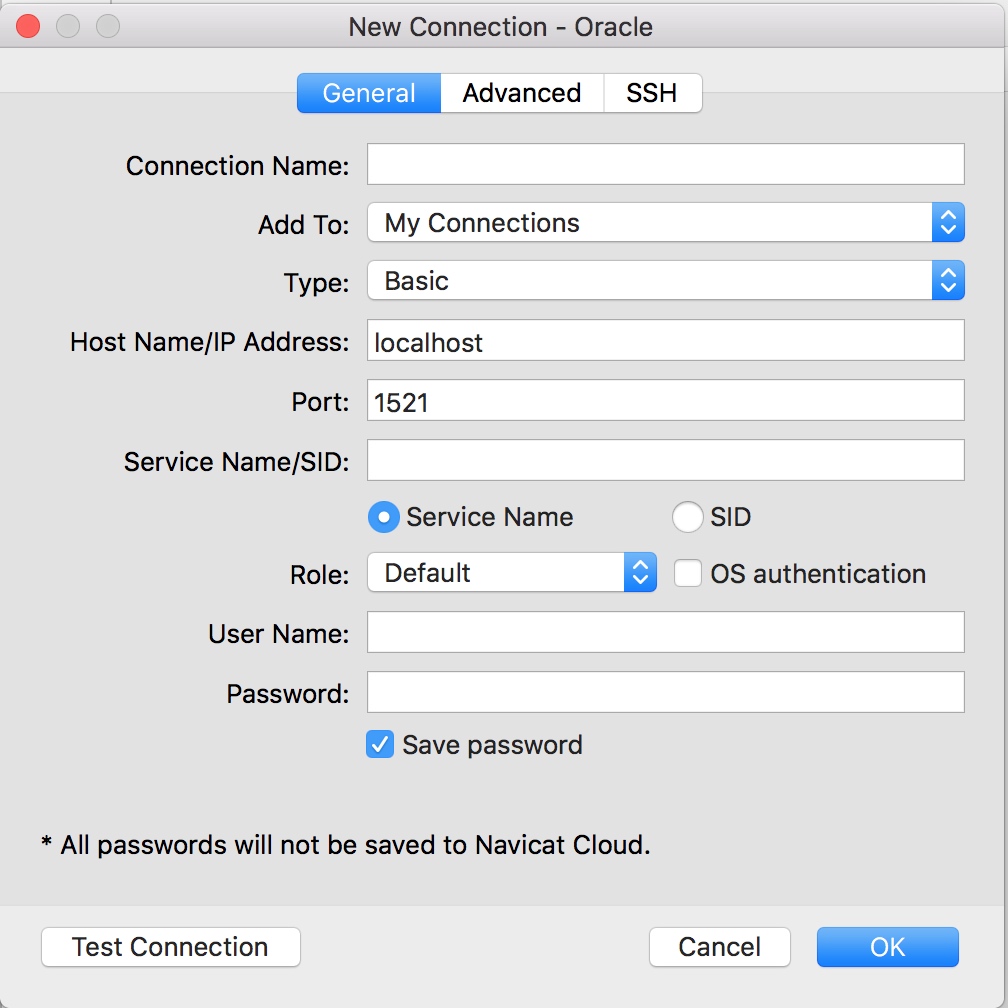 New Connection - Oracle
General Advanced SSH
Connection Name:
Add To: My Connections
Type: Basic
Host Name/IP Address: localhost
Port: 1521
Service Name/SID:
Service Name SID
Role: Default OS authentication
User Name:
Password:
Save password
* All passwords will not be saved to Navicat Cloud.
Test Connection Cancel OK